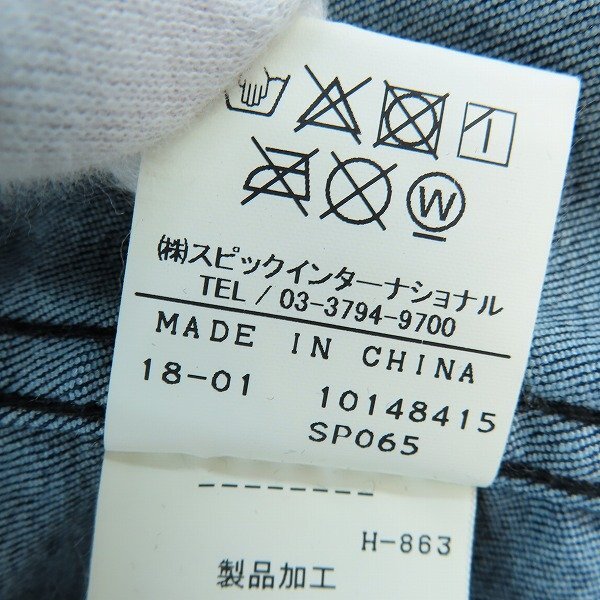 W
(株)スピックインターナショナル
TEL / 03-3794-9700
MADE IN CHINA
18-01 10148415
SP065
--------
H-863
製品加工